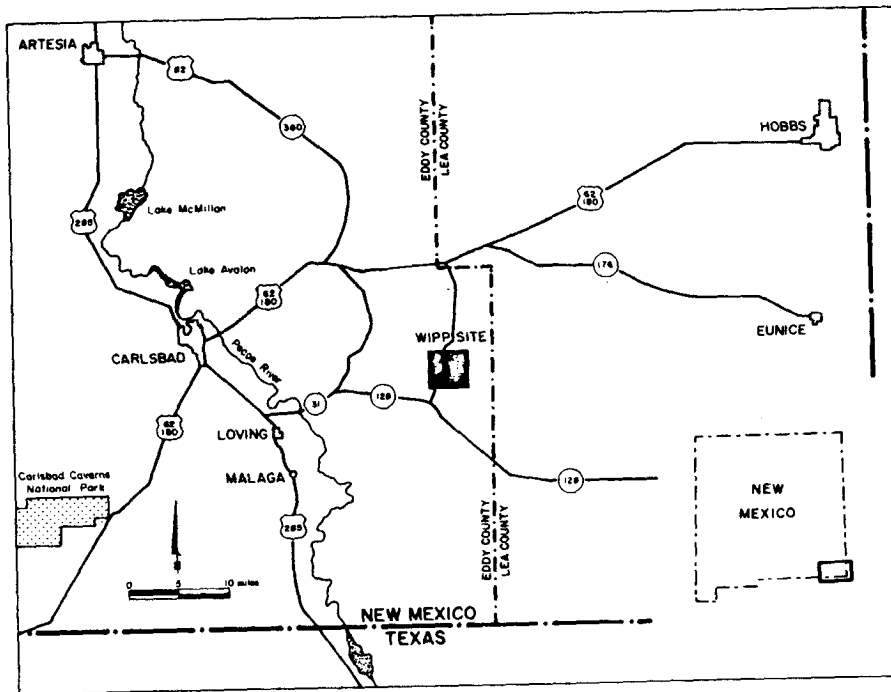 ARTESIA
62
360
EDDY COUNTY
LEA COUNTY
HOBBS
Lake McMillan
285
62
180
Lake Avalon
62
180
176
WIPP SITE
EUNICE
CARLSBAD
Pecos River
31
128
62
180
LOVING
Carlsbad Caverns
National Park
MALAGA
128
NEW
MEXICO
285
EDDY COUNTY
LEA COUNTY
0 5 10 miles
NEW MEXICO
TEXAS